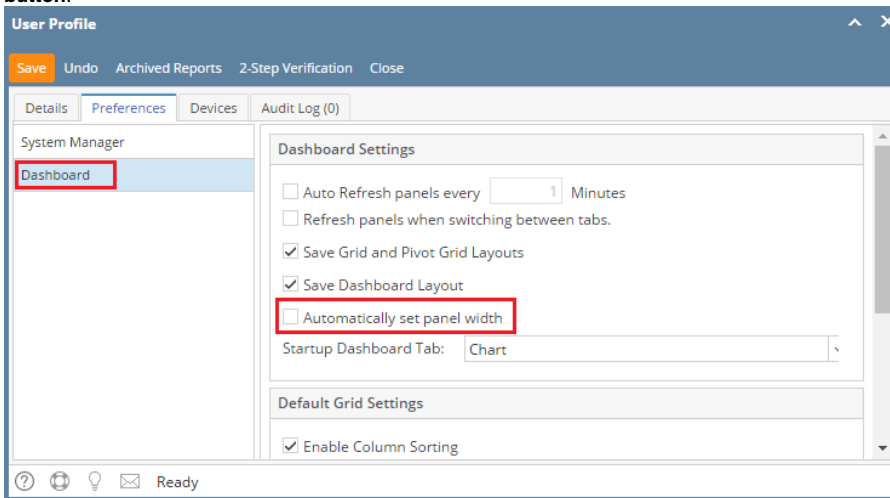 button.
User Profile
Save Undo Archived Reports 2-Step Verification Close
Details Preferences Devices Audit Log (0)
System Manager
Dashboard
Dashboard Settings
Auto Refresh panels every 1 Minutes
Refresh panels when switching between tabs.
Save Grid and Pivot Grid Layouts
Save Dashboard Layout
Automatically set panel width
Startup Dashboard Tab: Chart
Default Grid Settings
Enable Column Sorting
Ready